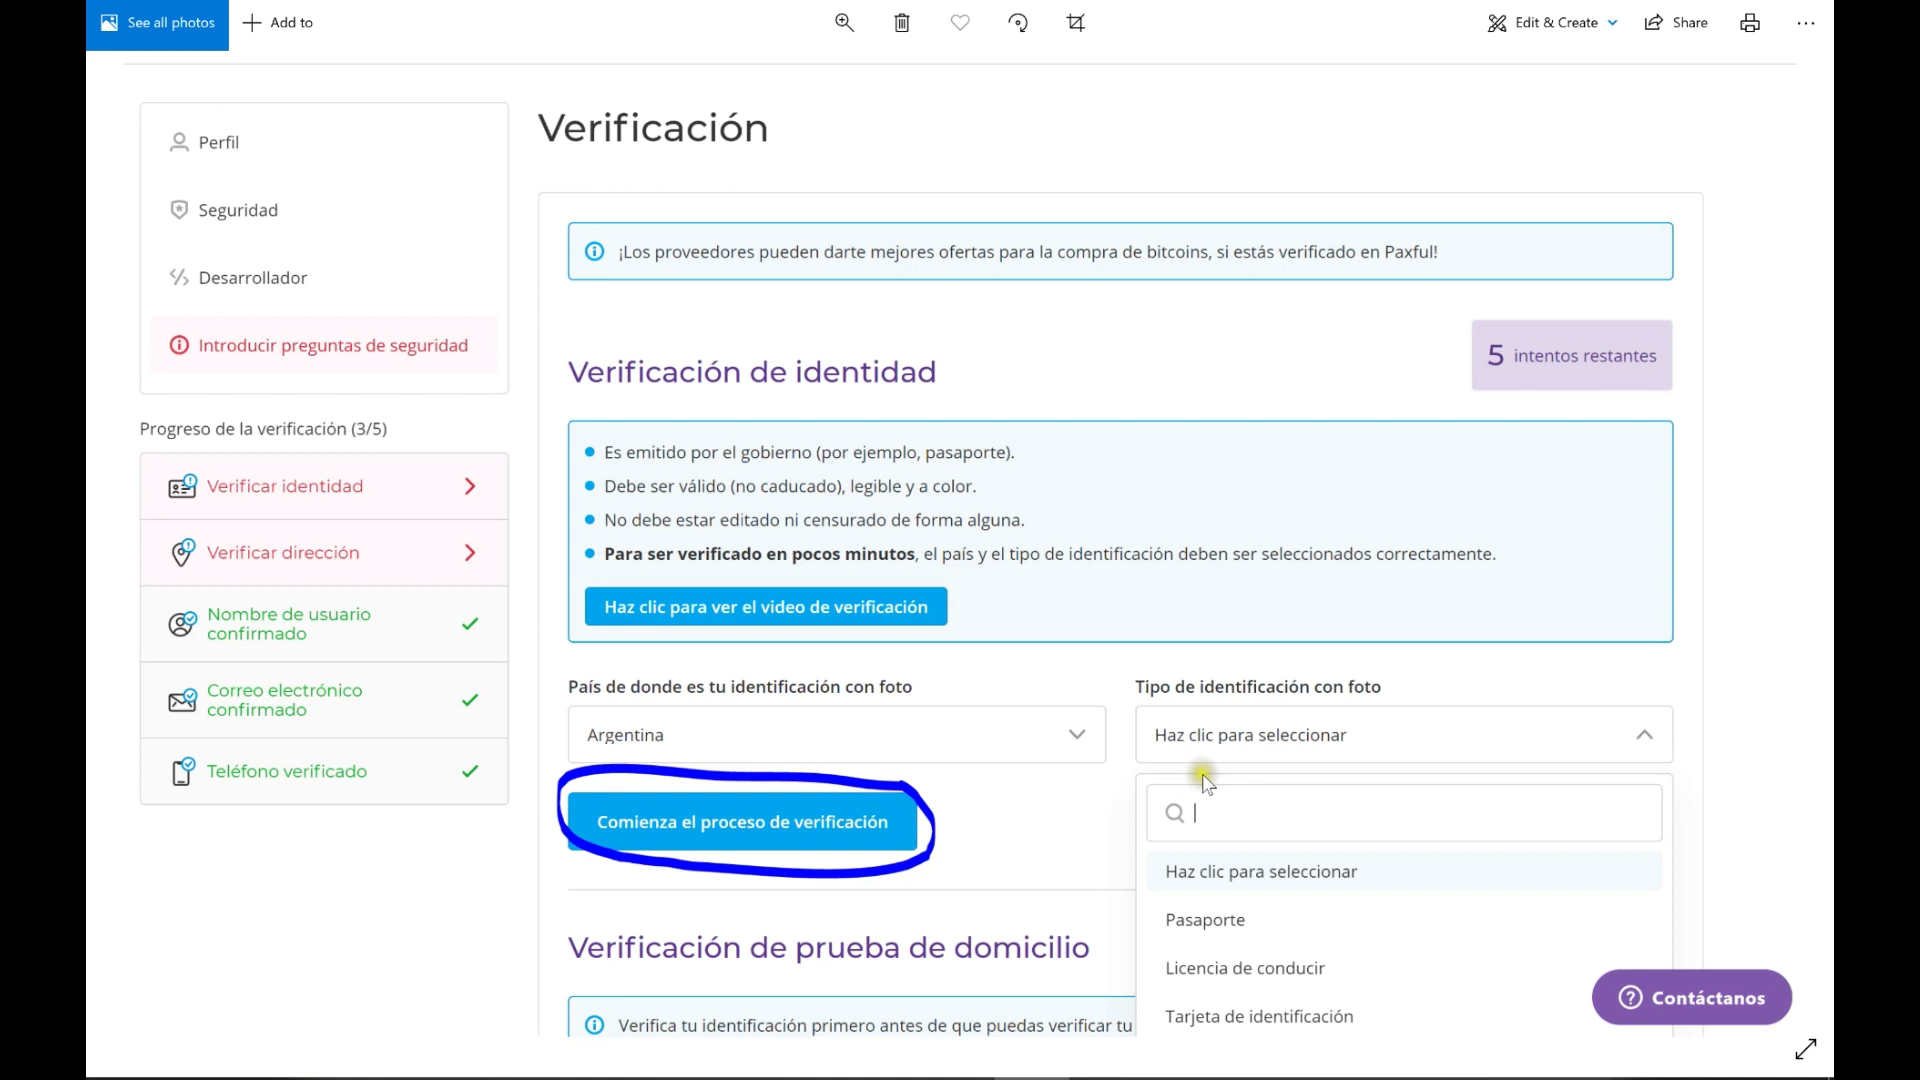 See all photos
Add to
Edit & Create
Share
Perfil
Seguridad
Desarrollador
Introducir preguntas de seguridad
Progreso de la verificación (3/5)
Verificar identidad
Verificar dirección
Nombre de usuario
confirmado
Correo electrónico
confirmado
Teléfono verificado
Verificación
¡Los proveedores pueden darte mejores ofertas para la compra de bitcoins, si estás verificado en Paxful!
5 intentos restantes
Verificación de identidad
Es emitido por el gobierno (por ejemplo, pasaporte).
Debe ser válido (no caducado), legible y a color.
No debe estar editado ni censurado de forma alguna.
Para ser verificado en pocos minutos, el país y el tipo de identificación deben ser seleccionados correctamente.
Haz clic para ver el video de verificación
País de donde es tu identificación con foto
Argentina
Tipo de identificación con foto
Haz clic para seleccionar
Haz clic para seleccionar
Pasaporte
Licencia de conducir
Tarjeta de identificación
Comienza el proceso de verificación
Verificación de prueba de domicilio
Verifica tu identificación primero antes de que puedas verificar tu
Contáctanos